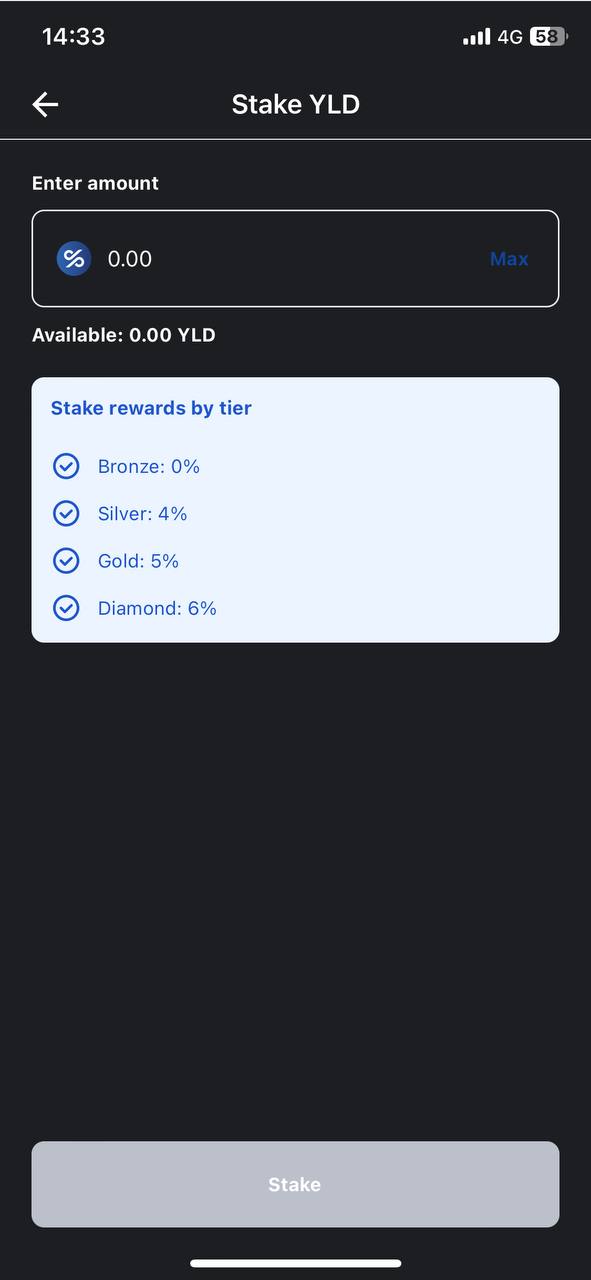 14:33
4G 58
Stake YLD
Enter amount
0.00 Max
Available: 0.00 YLD
Stake rewards by tier
Bronze: 0%
Silver: 4%
Gold: 5%
Diamond: 6%
Stake